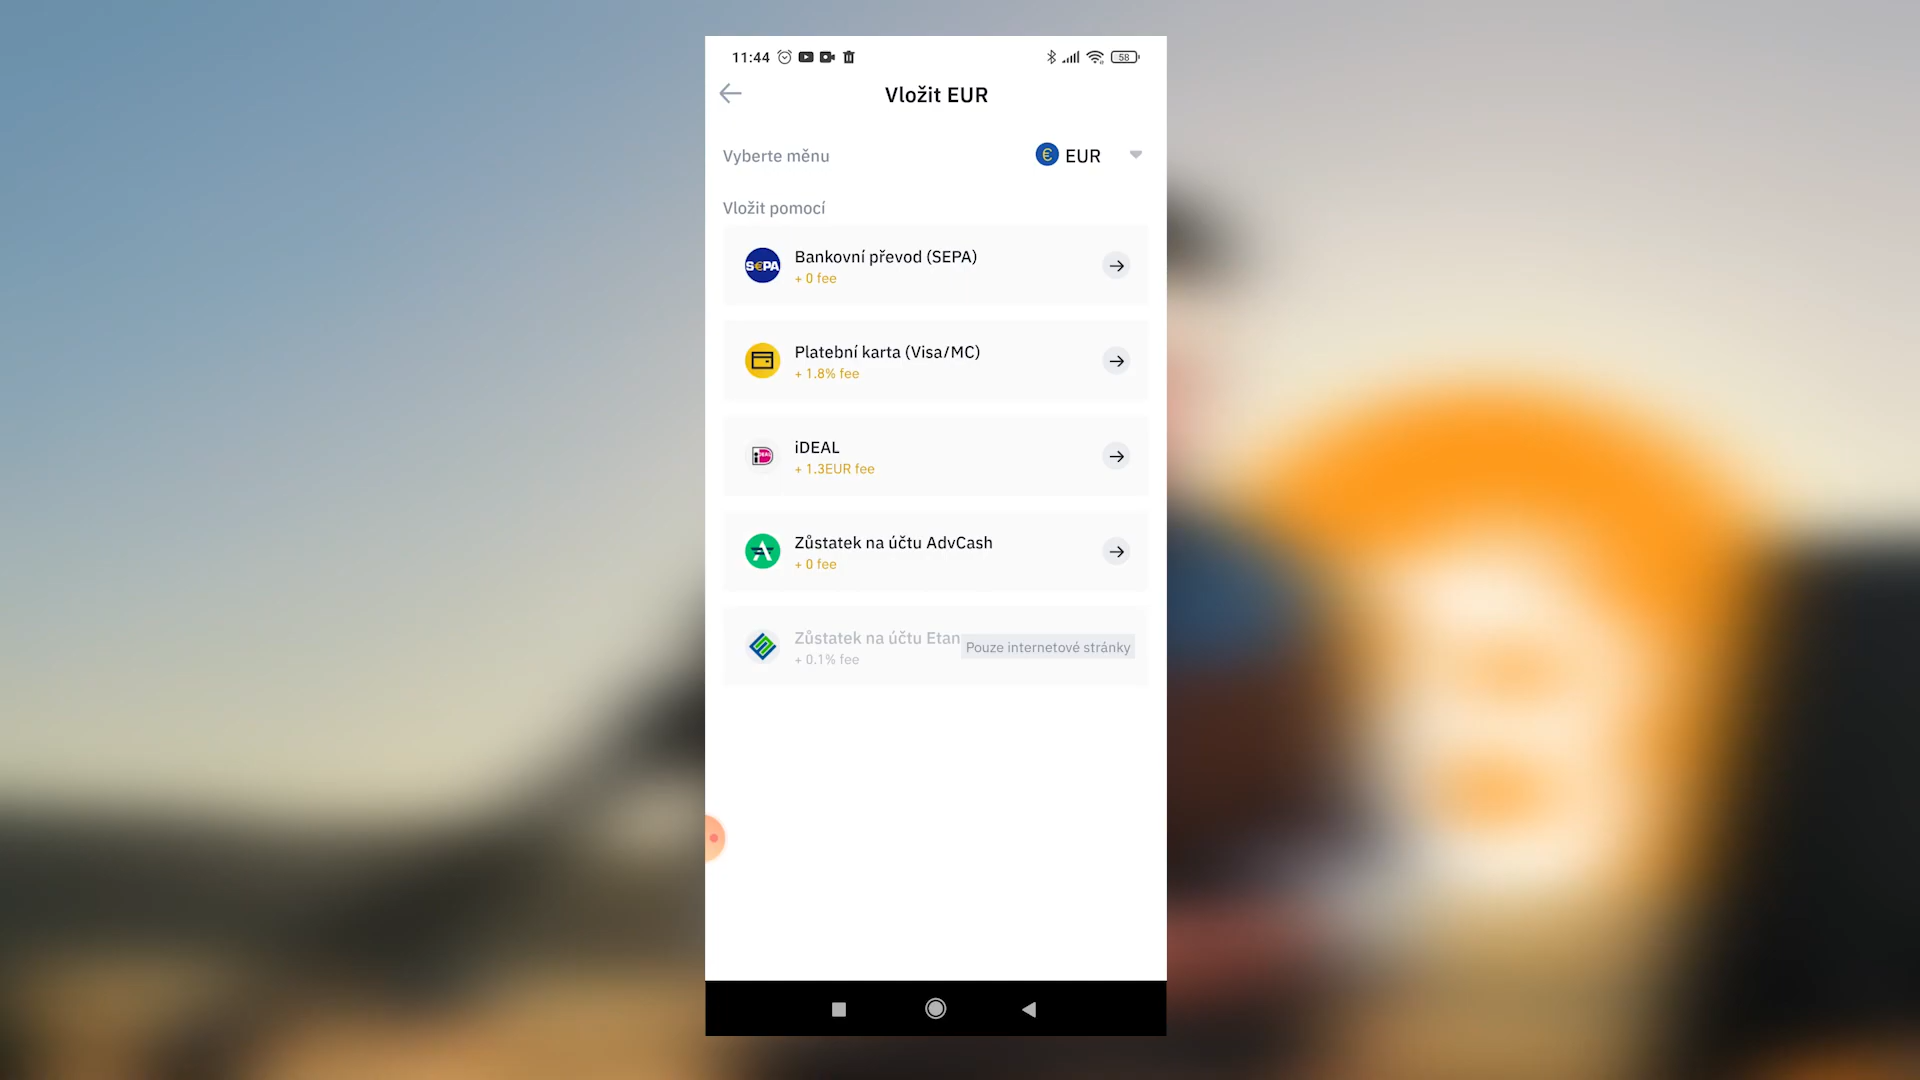 11:44
58
Vložit EUR
Vyberte měnu
€ EUR
Vložit pomocí
S€PA
Bankovní převod (SEPA)
+ 0 fee
Platební karta (Visa/MC)
+ 1.8% fee
iDEAL
+ 1.3EUR fee
Zůstatek na účtu AdvCash
+ 0 fee
Zůstatek na účtu Etan
Pouze internetové stránky
+ 0.1% fee